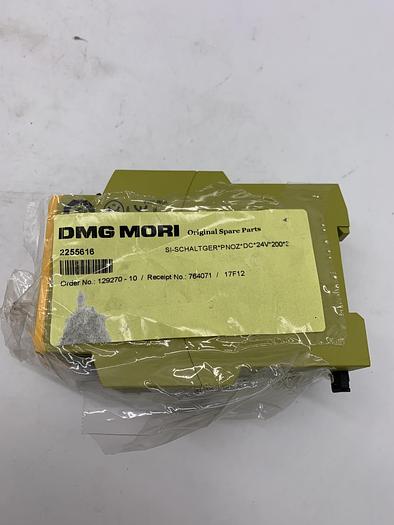 DMG MORI Original Spare Parts
2255616 SI-SCHALTGER*PNOZ*DC*24V*200*2
Order No.: 129270 - 10 / Receipt No.: 764071 / 17F12